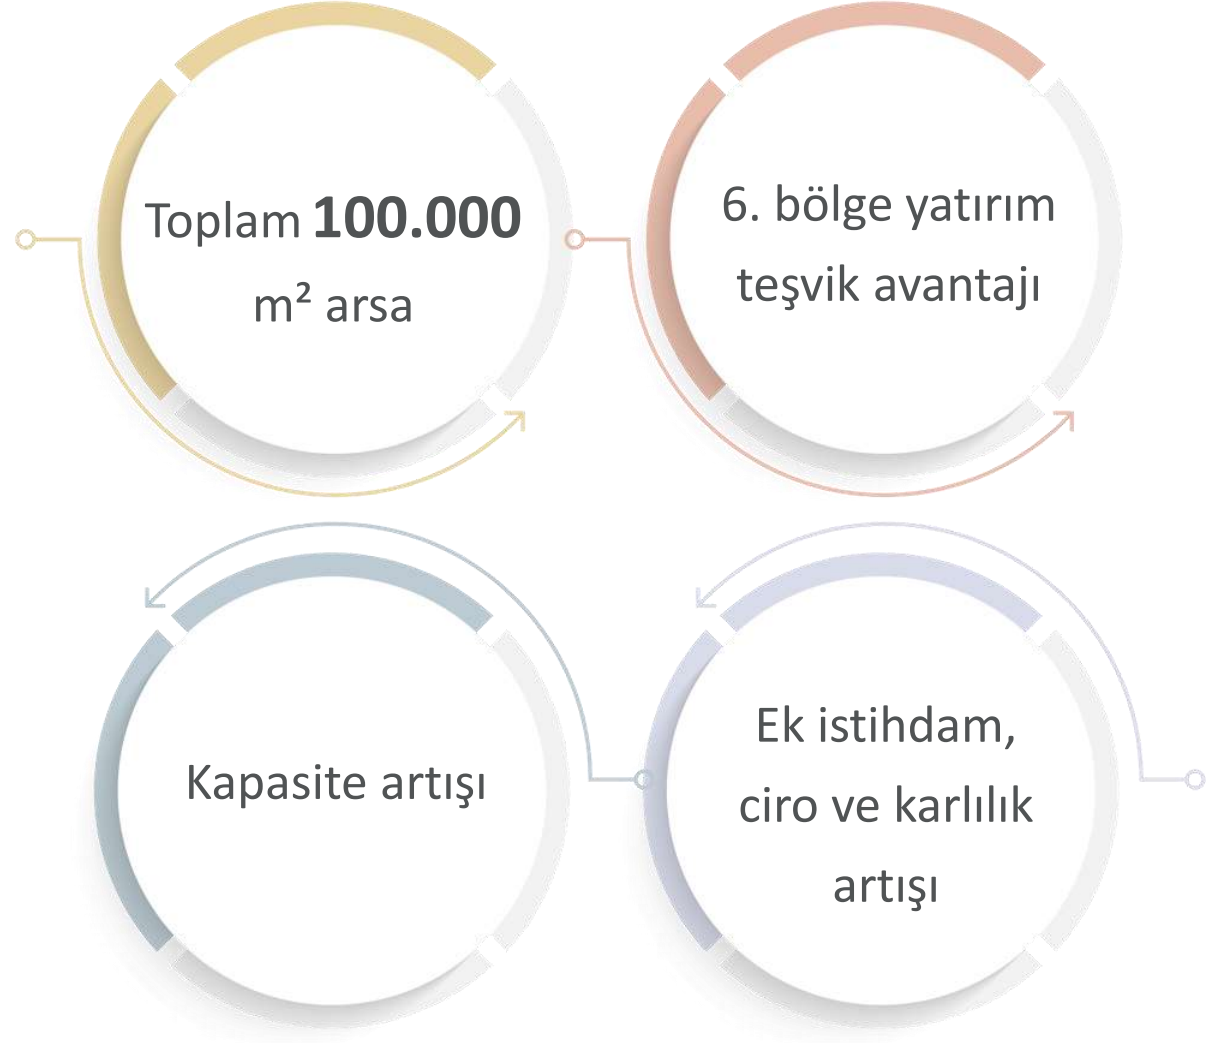 Toplam 100.000
m² arsa
6. bölge yatırım
teşvik avantajı
Kapasite artışı
Ek istihdam,
ciro ve karlılık
artışı